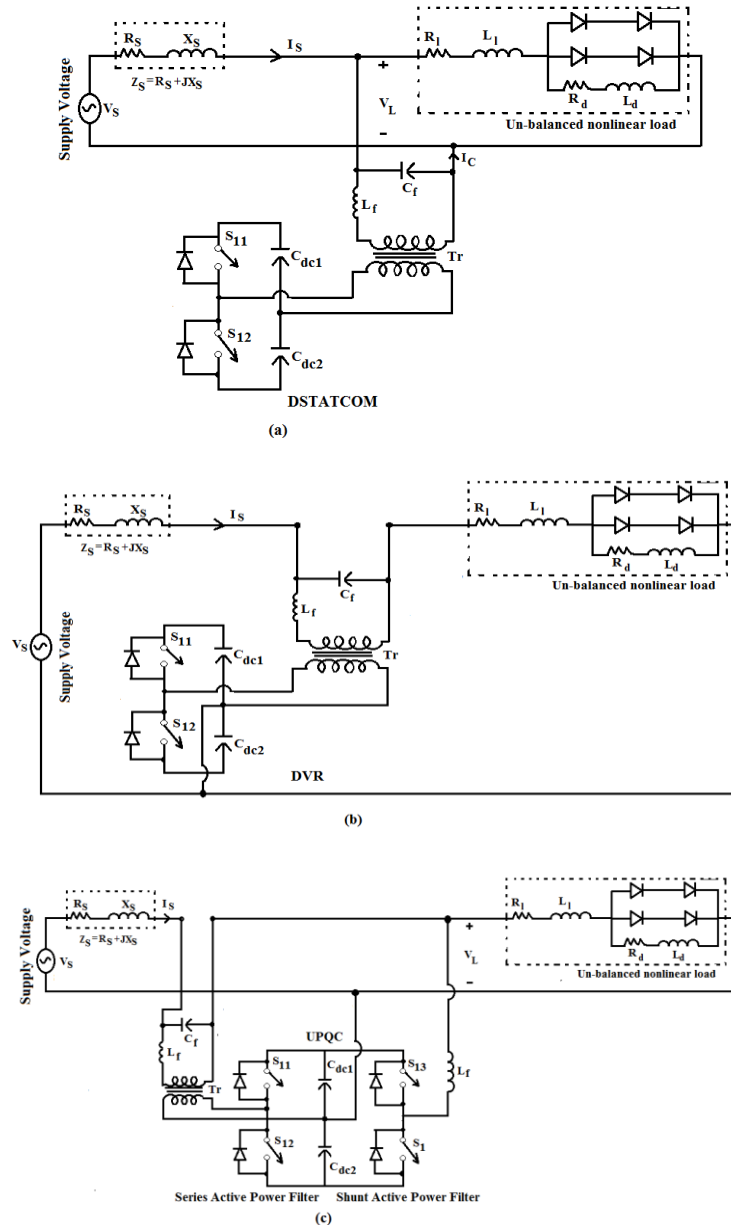 R_S X_S
I_S
Z_S=R_S+JX_S
Supply Voltage
V_S
+
V_L
-
R_l L_l
R_d L_d
Un-balanced nonlinear load
I_C
C_f
L_f
Tr
S_11
C_dc1
S_12
C_dc2
DSTATCOM
(a)
R_S X_S
I_S
Z_S=R_S+JX_S
V_S
Supply Voltage
R_l L_l
R_d L_d
Un-balanced nonlinear load
C_f
L_f
Tr
S_11
C_dc1
S_12
C_dc2
DVR
(b)
R_S X_S
I_S
Z_S=R_S+JX_S
Supply Voltage
V_S
+
V_L
-
R_l L_l
R_d L_d
Un-balanced nonlinear load
C_f
L_f
Tr
UPQC
S_11
C_dc1
S_13
L_f
S_12
C_dc2
S_1
Series Active Power Filter Shunt Active Power Filter
(c)